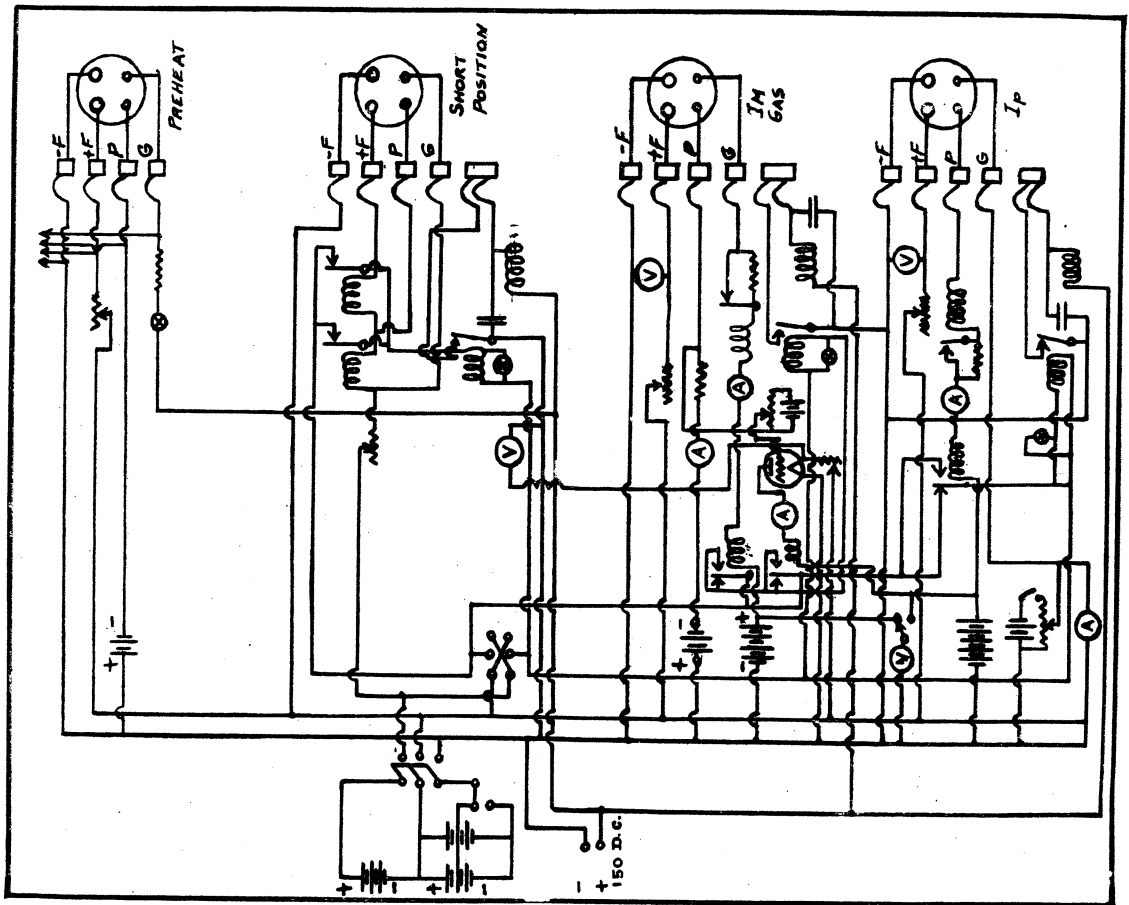 PREHEAT
SHORT
POSITION
IM
GAS
IP
-F
+F
P
G
-F
+F
P
G
-F
+F
P
G
-F
+F
P
G
V
V
A
A
A
A
V
A
A
-
+
-
+
+
-
+
-
+
-
-
+
150 D.C.